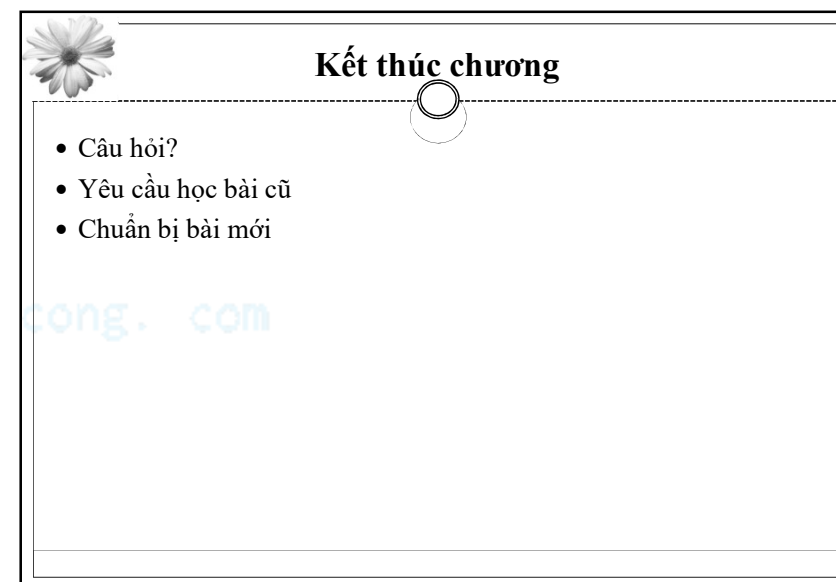 Kết thúc chương
• Câu hỏi?
• Yêu cầu học bài cũ
• Chuẩn bị bài mới
cong. com